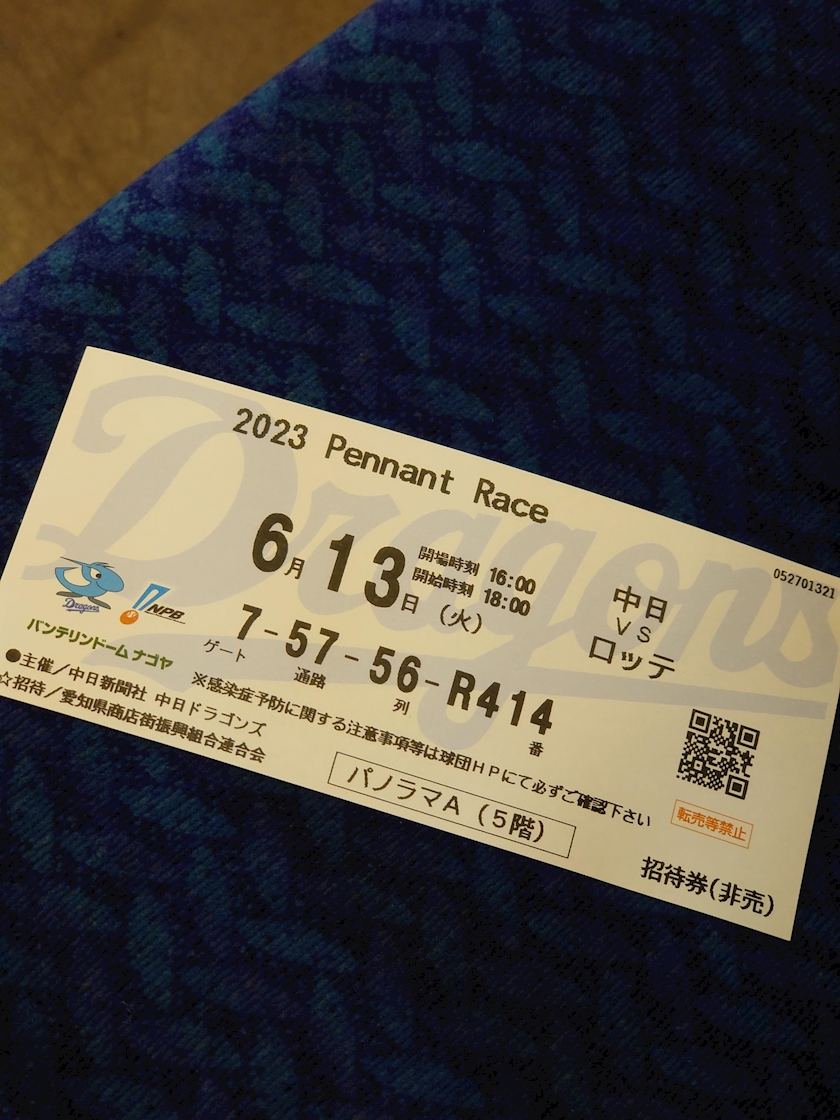 2023 Pennant Race
052701321
6月13日(火)
開場時刻 16:00
開始時刻 18:00
中日
VS
ロッテ
Dragons
NPB
バンテリンドーム ナゴヤ
7-57-56-R414
ゲート 通路 列 番
●主催/中日新聞社 中日ドラゴンズ
☆招待/愛知県商店街振興組合連合会
※感染症予防に関する注意事項等は球団HPにて必ずご確認下さい
パノラマA(5階)
転売等禁止
招待券(非売)
Dragons